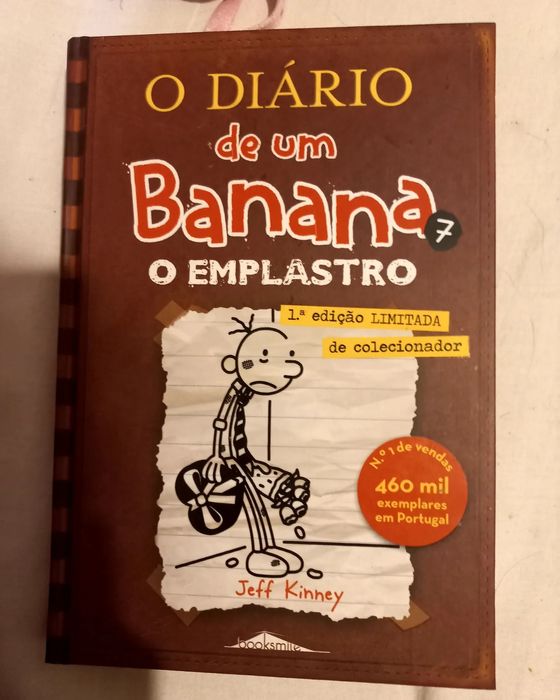 O DIÁRIO
de um
Banana
7
O EMPLASTRO
1.ª edição LIMITADA
de colecionador
N.º 1 de vendas
460 mil
exemplares
em Portugal
Jeff Kinney
booksmile